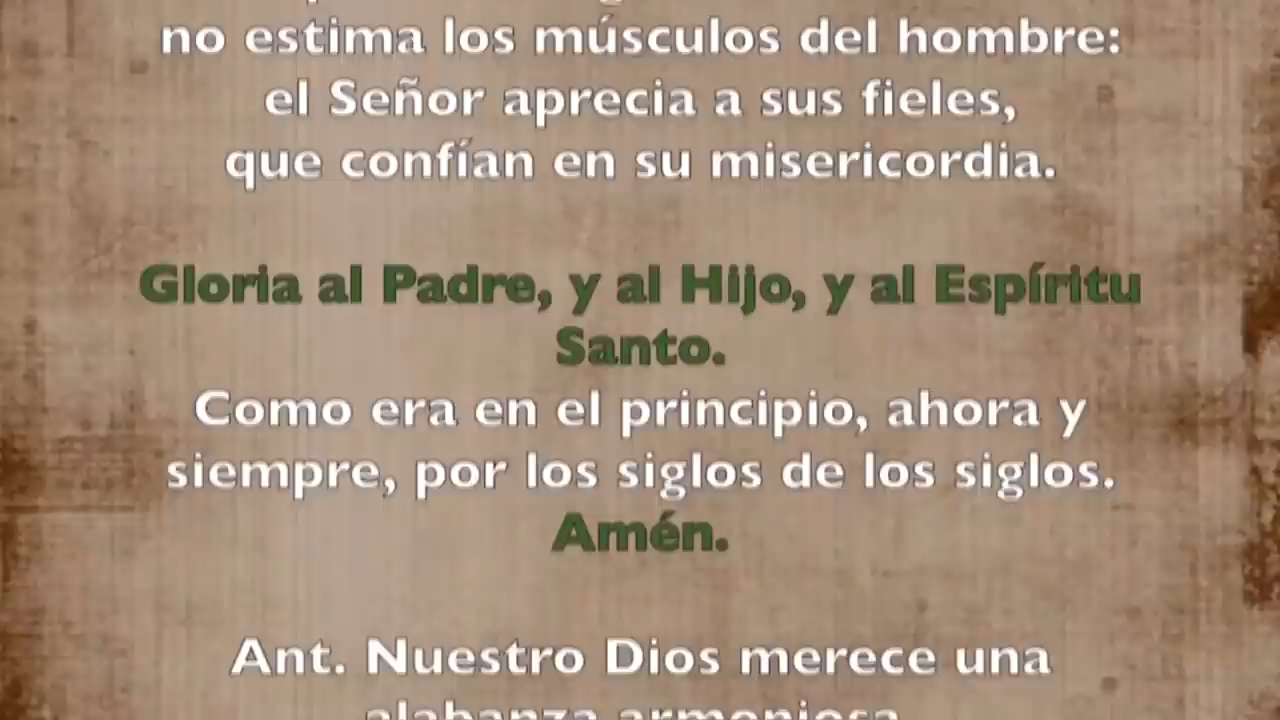 no estima los músculos del hombre:
el Señor aprecia a sus fieles,
que confían en su misericordia.
Gloria al Padre, y al Hijo, y al Espíritu
Santo.
Como era en el principio, ahora y
siempre, por los siglos de los siglos.
Amén.
Ant. Nuestro Dios merece una
alabanza armoniosa.